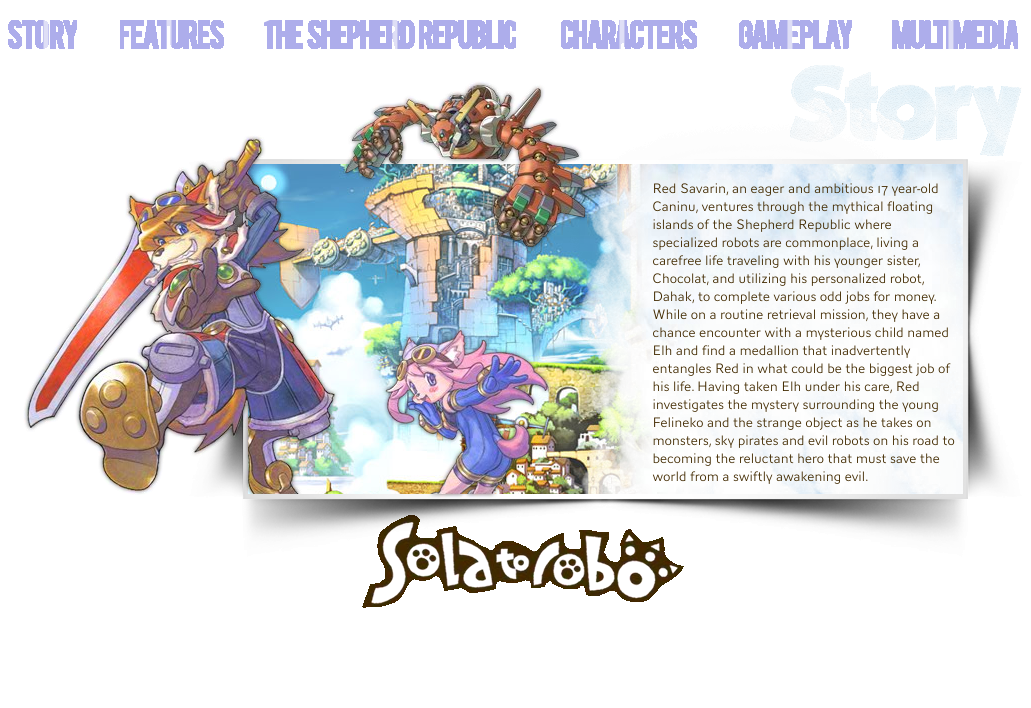 STORY FEATURES THE SHEPHERD REPUBLIC CHARACTERS GAMEPLAY MULTIMEDIA
Story
Red Savarin, an eager and ambitious 17 year-old
Caninu, ventures through the mythical floating
islands of the Shepherd Republic where
specialized robots are commonplace, living a
carefree life traveling with his younger sister,
Chocolat, and utilizing his personalized robot,
Dahak, to complete various odd jobs for money.
While on a routine retrieval mission, they have a
chance encounter with a mysterious child named
Elh and find a medallion that inadvertently
entangles Red in what could be the biggest job of
his life. Having taken Elh under his care, Red
investigates the mystery surrounding the young
Felineko and the strange object as he takes on
monsters, sky pirates and evil robots on his road to
becoming the reluctant hero that must save the
world from a swiftly awakening evil.
Solatorobo